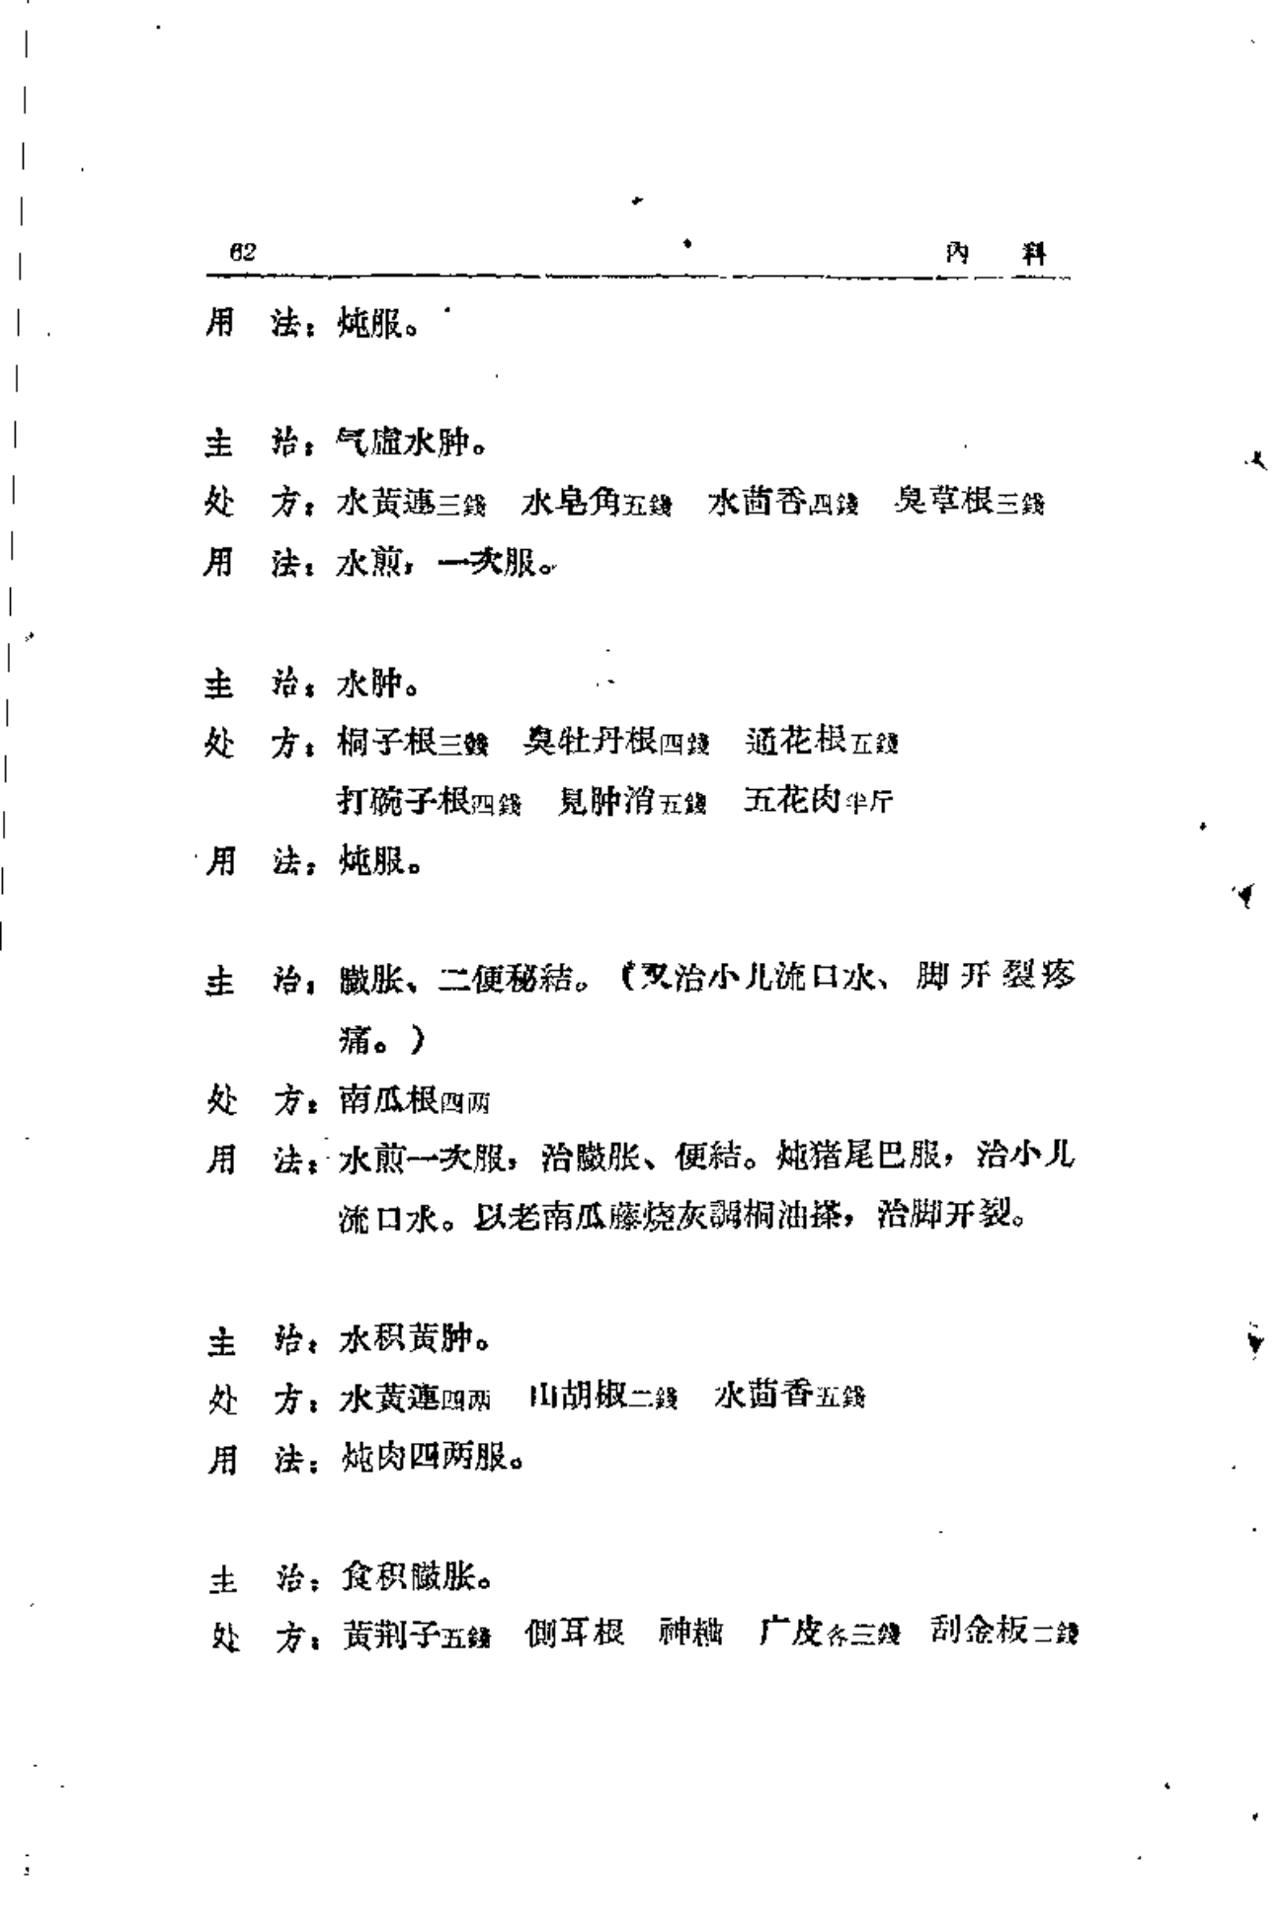 62 內 科
用 法：炖服。
主 治：气虛水肿。
处 方：水黃連三錢 水皂角五錢 水茴香四錢 臭草根三錢
用 法：水煎，一次服。
主 治：水肿。
处 方：桐子根三錢 臭牡丹根四錢 通花根五錢
打碗子根四錢 見肿消五錢 五花肉半斤
用 法：炖服。
主 治：臌胀、二便秘結。（又治小儿流口水、脚开裂疼
痛。）
处 方：南瓜根四两
用 法：水煎一次服，治臌胀、便結。炖猪尾巴服，治小儿
流口水。以老南瓜藤烧灰調桐油搽，治脚开裂。
主 治：水积黃肿。
处 方：水黃連四两 山胡椒二錢 水茴香五錢
用 法：炖肉四两服。
主 治：食积臌胀。
处 方：黃荆子五錢 側耳根 神麯 广皮各三錢 刮金板二錢